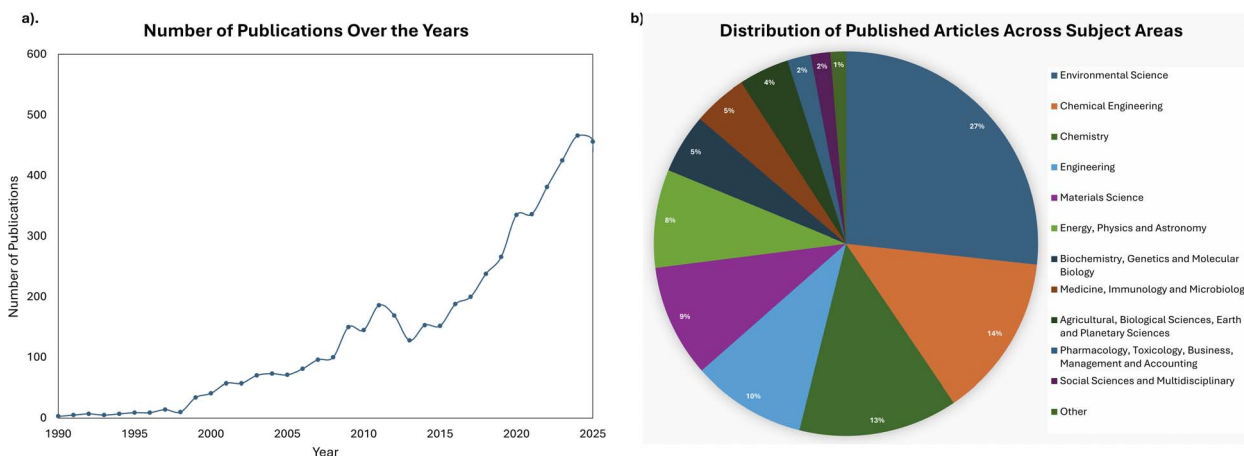 a).
Number of Publications Over the Years
600
500
400
300
200
100
0
Number of Publications
1990
1995
2000
2005
2010
2015
2020
2025
Year
b)
Distribution of Published Articles Across Subject Areas
27%
14%
13%
10%
9%
8%
5%
5%
4%
2%
2%
1%
Environmental Science
Chemical Engineering
Chemistry
Engineering
Materials Science
Energy, Physics and Astronomy
Biochemistry, Genetics and Molecular
Biology
Medicine, Immunology and Microbiolog
Agricultural, Biological Sciences, Earth
and Planetary Sciences
Pharmacology, Toxicology, Business,
Management and Accounting
Social Sciences and Multidisciplinary
Other